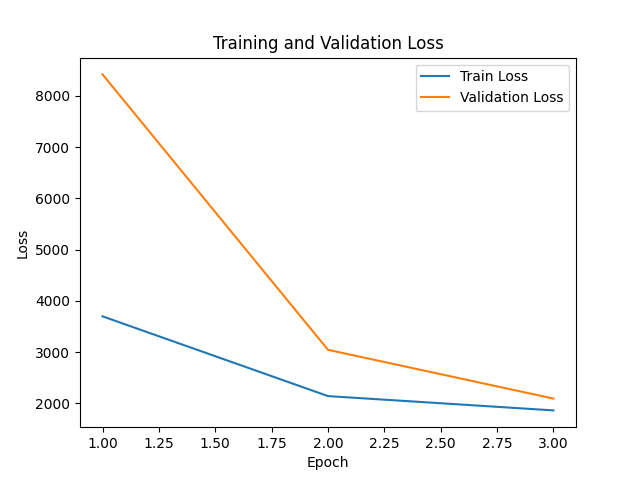 Training and Validation Loss
Train Loss
Validation Loss
8000
7000
6000
5000
4000
3000
2000
Loss
1.00 1.25 1.50 1.75 2.00 2.25 2.50 2.75 3.00
Epoch